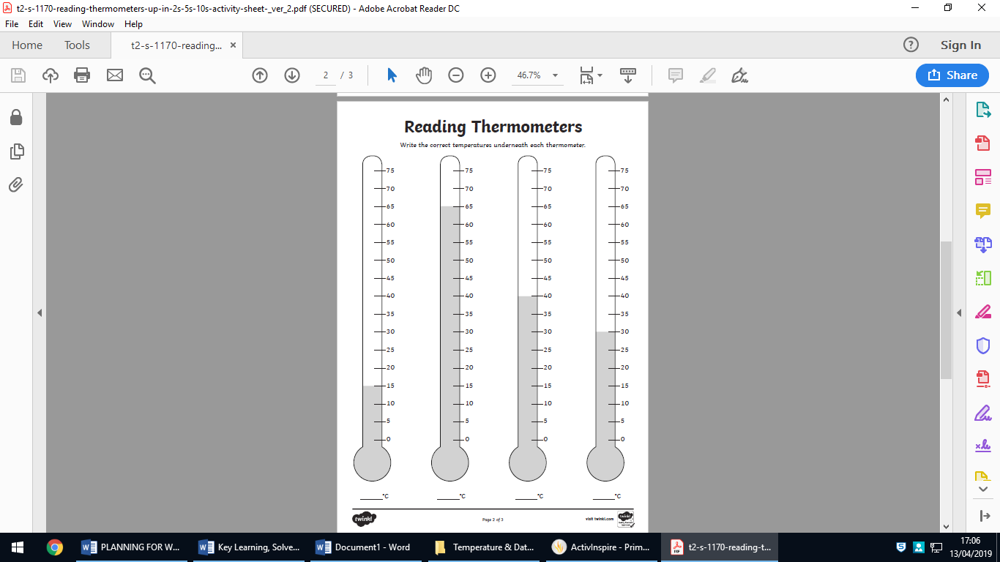 t2-s-1170-reading-thermometers-up-in-2s-5s-10s-activity-sheet-_ver_2.pdf (SECURED) - Adobe Acrobat Reader DC
File Edit View Window Help
Home Tools t2-s-1170-reading... × Sign In
2 / 3 46.7% Share
Reading Thermometers
Write the correct temperatures underneath each thermometer.
75 75 75 75
70 70 70 70
65 65 65 65
60 60 60 60
55 55 55 55
50 50 50 50
45 45 45 45
40 40 40 40
35 35 35 35
30 30 30 30
25 25 25 25
20 20 20 20
15 15 15 15
10 10 10 10
5 5 5 5
0 0 0 0
______°C ______°C ______°C ______°C
twinkl Page 2 of 3 visit twinkl.com twinkl
PLANNING FOR W... Key Learning, Solve... Document1 - Word Temperature & Dat... ActivInspire - Prim... t2-s-1170-reading-t... 17:06
13/04/2019